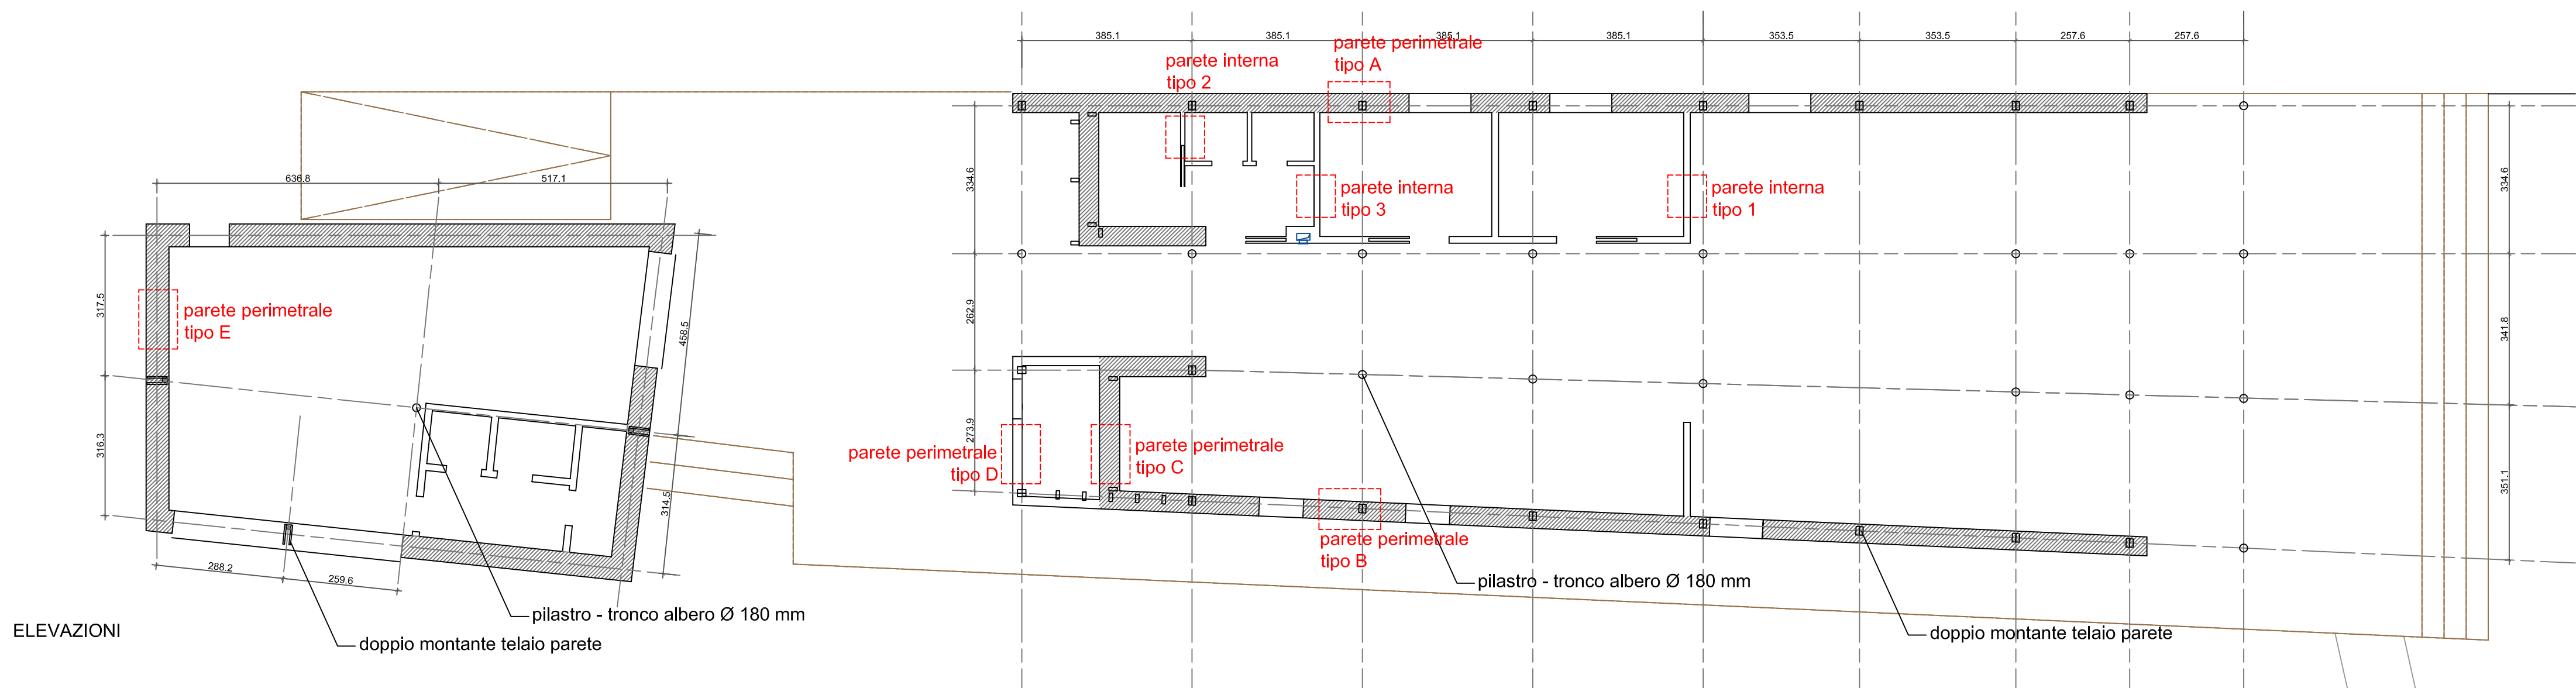 385.1
385.1
385.1
385.1
353.5
353.5
257.6
257.6
parete perimetrale
tipo A
parete interna
tipo 2
636.8
517.1
334.6
parete interna
tipo 3
parete interna
tipo 1
334.6
317.5
parete perimetrale
tipo E
458.5
262.9
341.8
316.3
314.5
273.9
parete perimetrale
tipo D
parete perimetrale
tipo C
351.1
parete perimetrale
tipo B
288.2
259.6
pilastro - tronco albero Ø 180 mm
pilastro - tronco albero Ø 180 mm
ELEVAZIONI
doppio montante telaio parete
doppio montante telaio parete